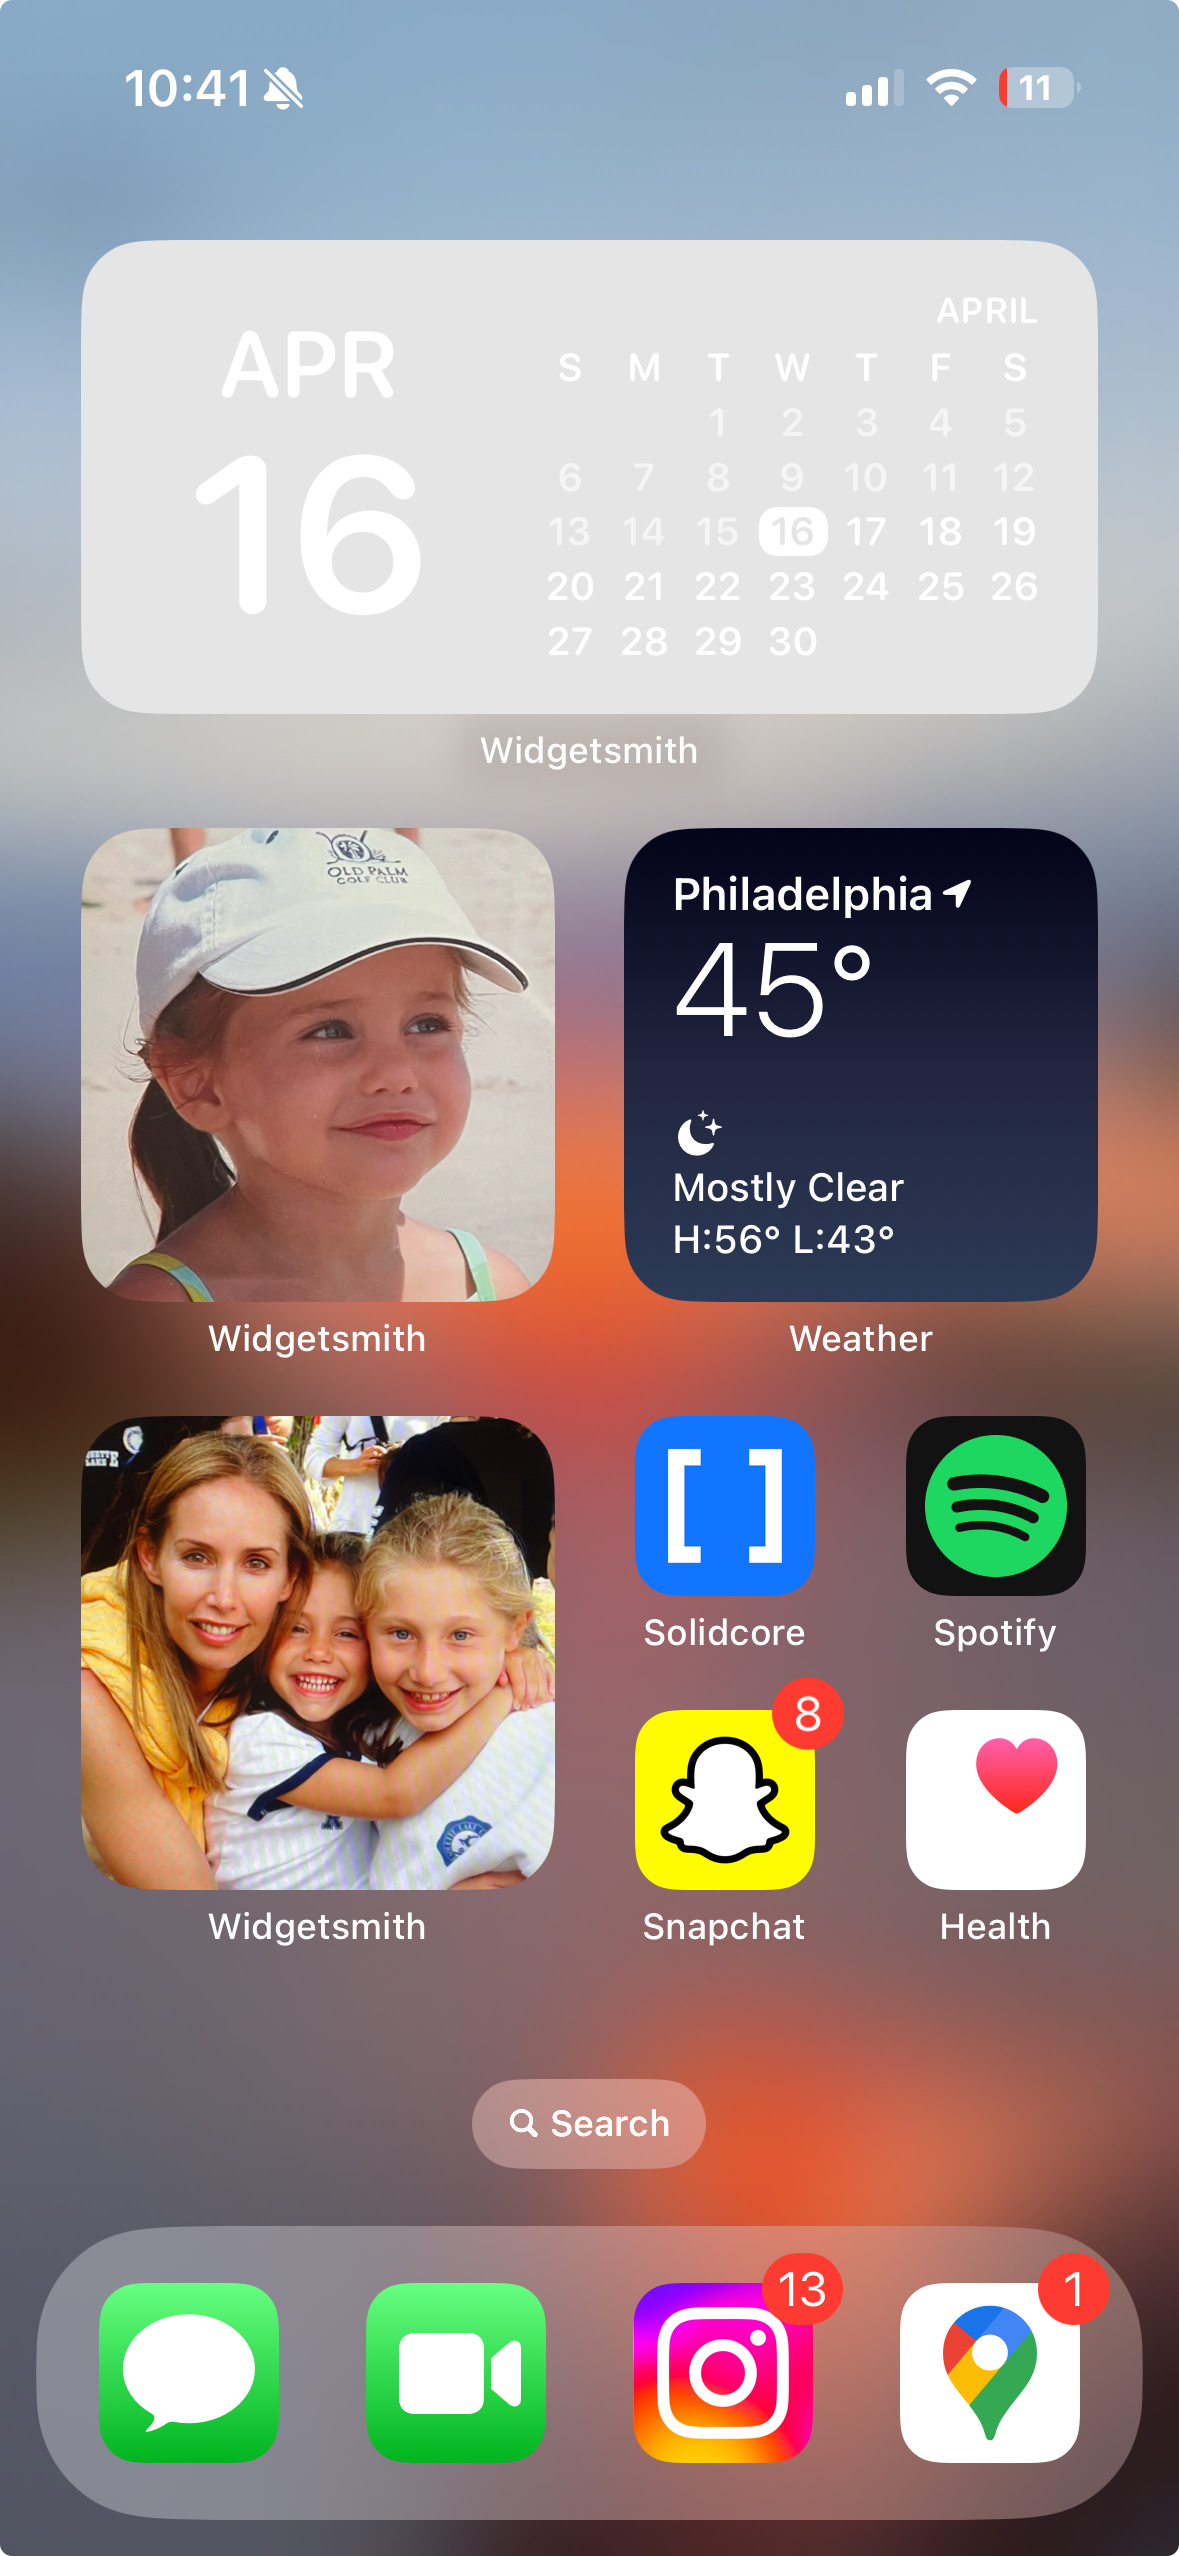 10:41
11
APR
16
APRIL
S M T W T F S
1 2 3 4 5
6 7 8 9 10 11 12
13 14 15 16 17 18 19
20 21 22 23 24 25 26
27 28 29 30
Widgetsmith
OLD PALM
GOLF CLUB
Widgetsmith
Philadelphia
45°
Mostly Clear
H:56° L:43°
Weather
Widgetsmith
[ ]
Solidcore
Spotify
8
Snapchat
Health
Search
13
1